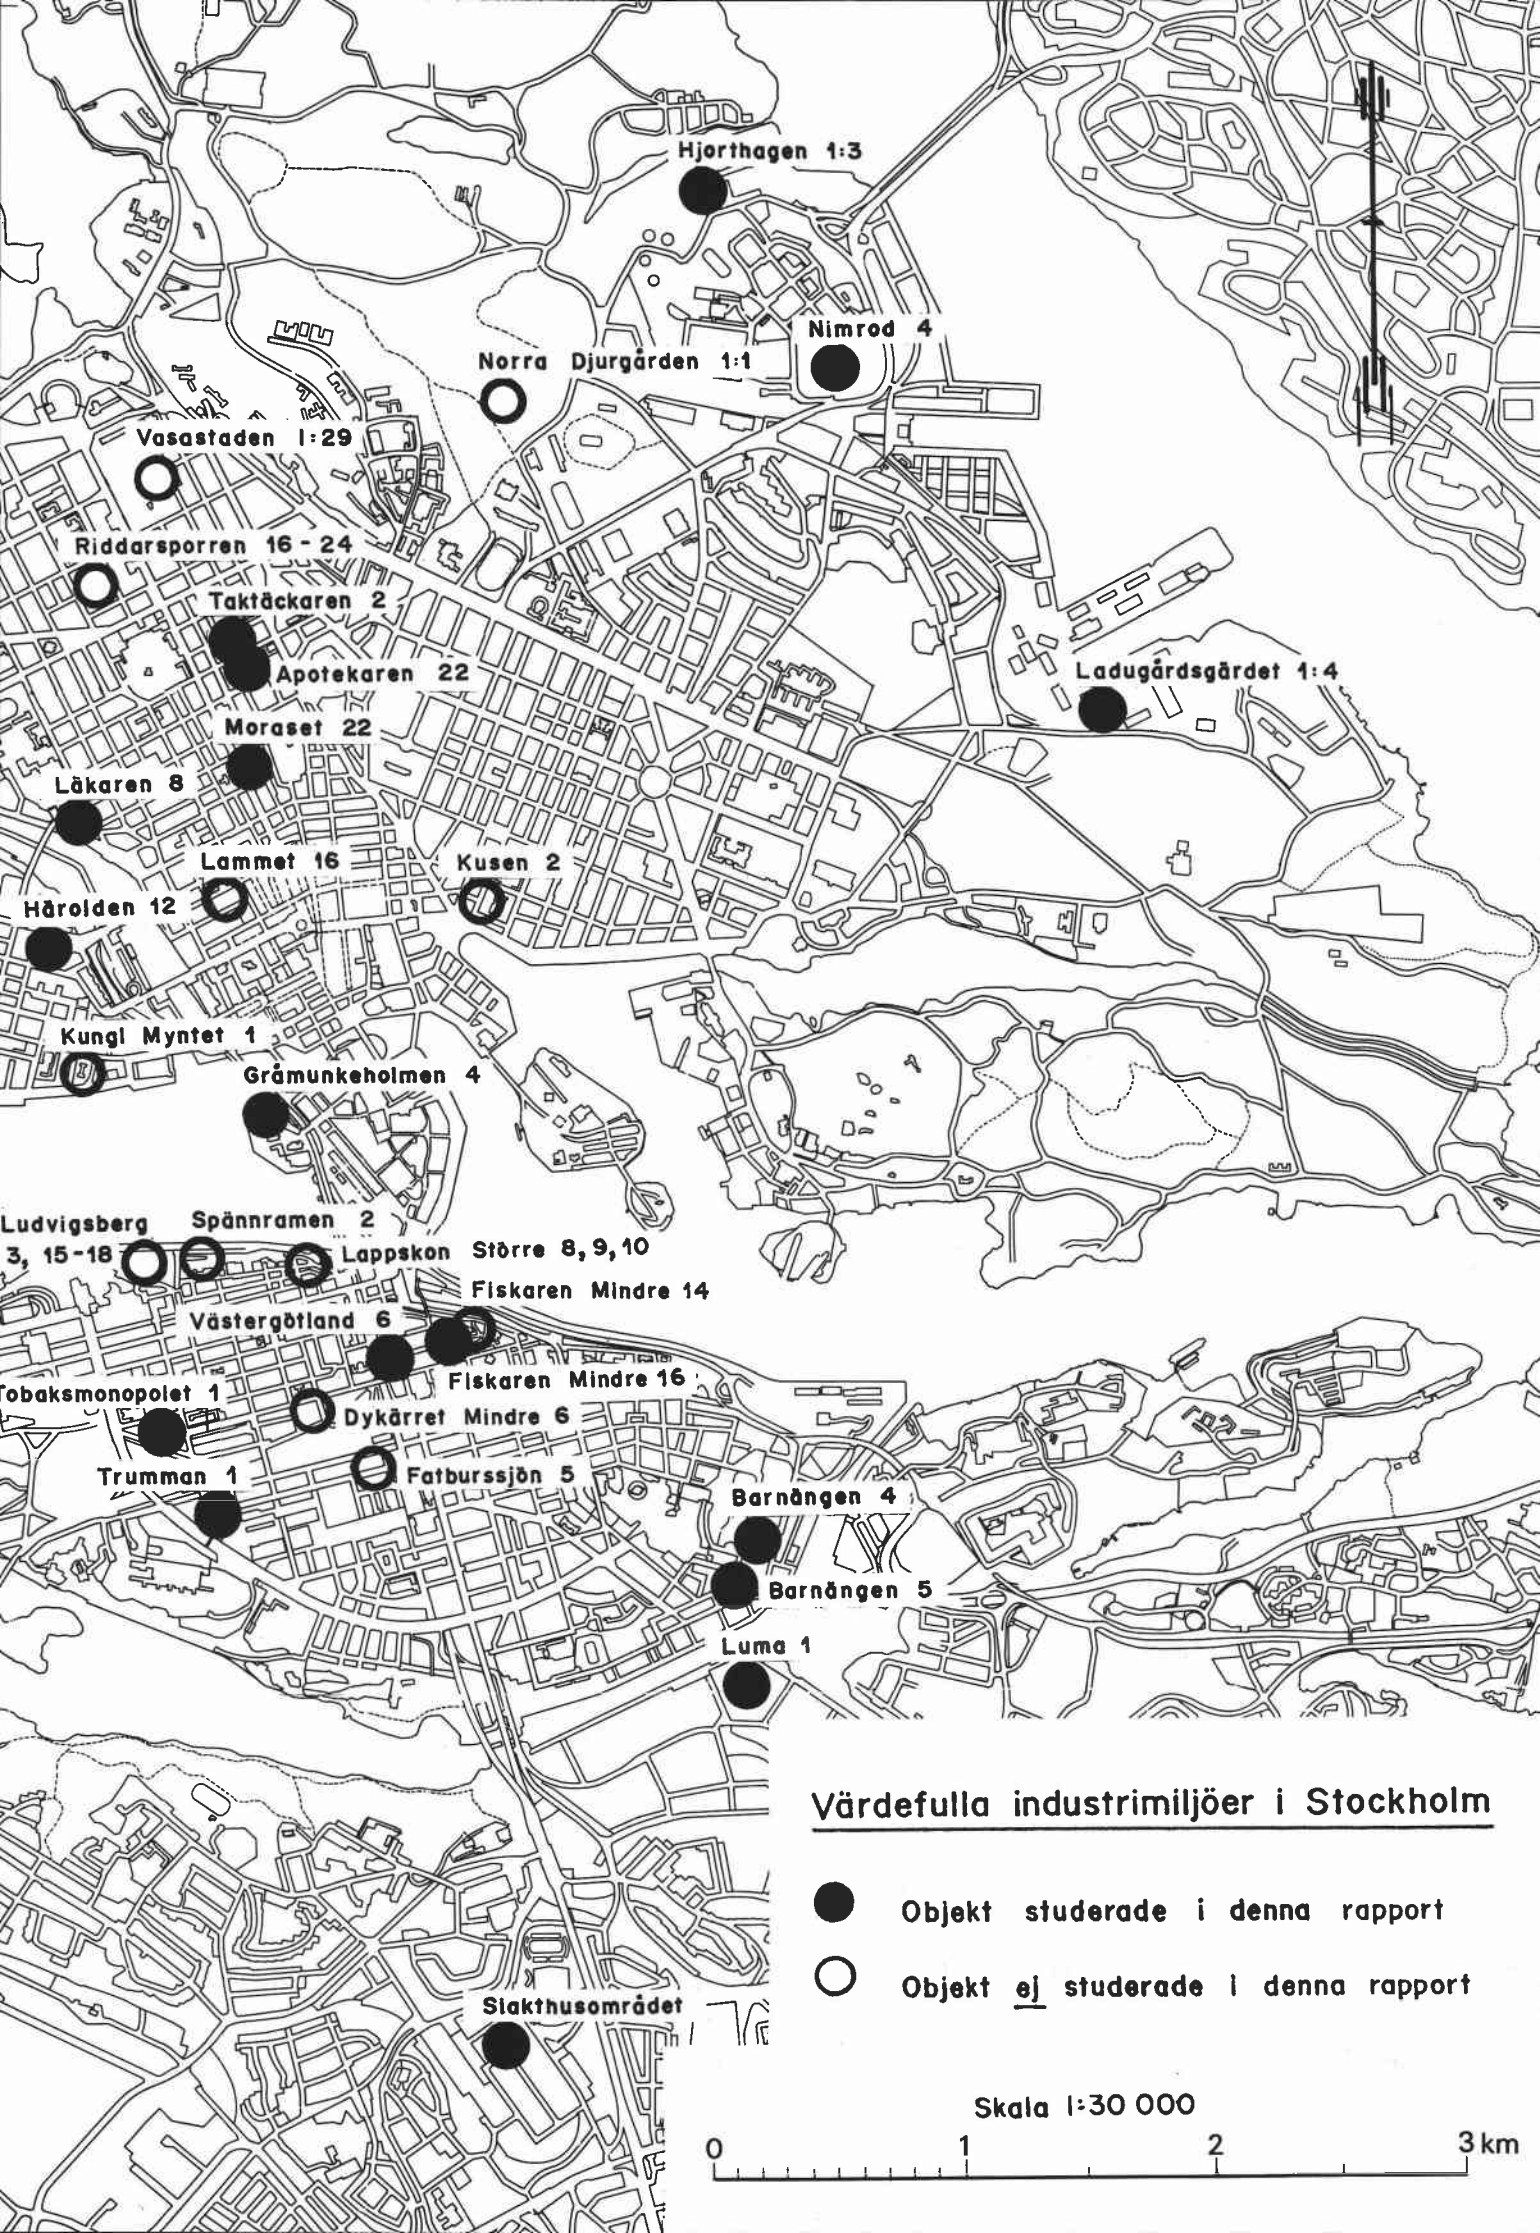 Hjorthagen 1:3
Nimrod 4
Norra Djurgården 1:1
Vasastaden 1:29
Riddarsporren 16-24
Taktäckaren 2
Apotekaren 22
Ladugårdsgärdet 1:4
Moraset 22
Läkaren 8
Lammet 16
Kusen 2
Härolden 12
Kungl Myntet 1
Gråmunkeholmen 4
Ludvigsberg
3, 15-18
Spännramen 2
Lappskon Större 8, 9, 10
Fiskaren Mindre 14
Västergötland 6
Fiskaren Mindre 16
Tobaksmonopolet 1
Dykärret Mindre 6
Trumman 1
Fatburssjön 5
Barnängen 4
Barnängen 5
Luma 1
Slakthusområdet
Värdefulla industrimiljöer i Stockholm
Objekt studerade i denna rapport
Objekt ej studerade i denna rapport
Skala 1:30 000
0 1 2 3 km